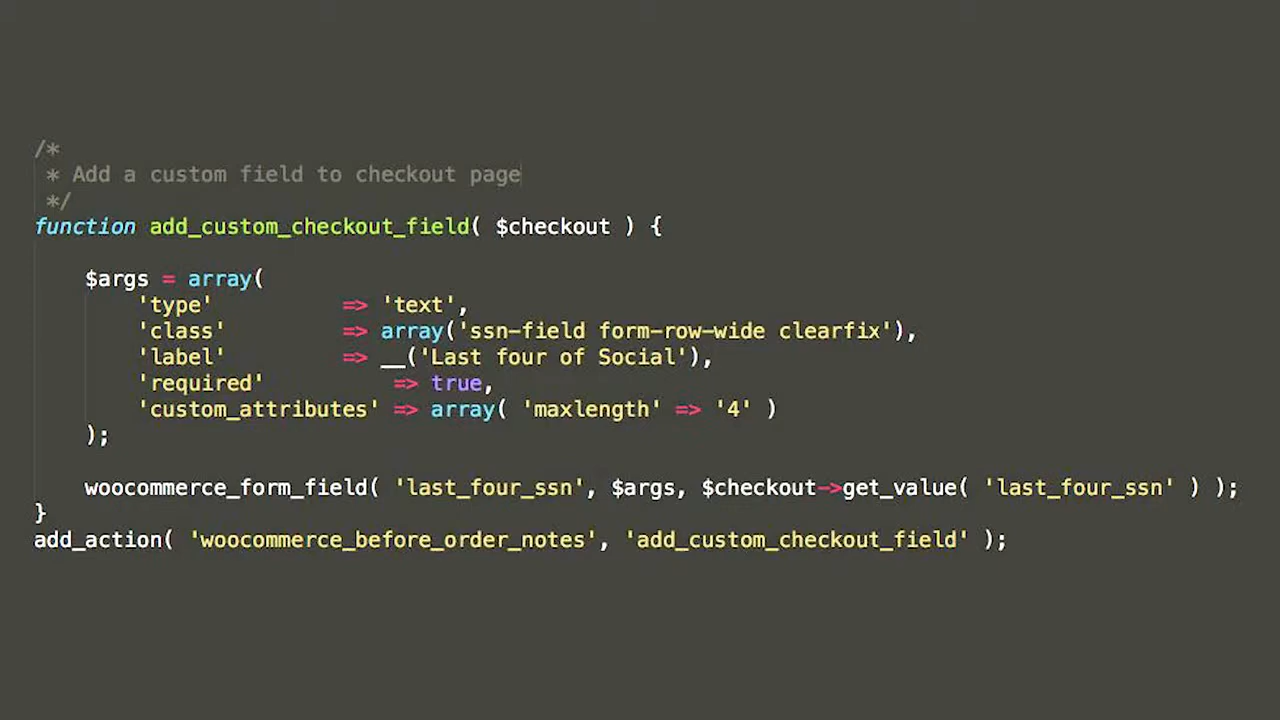 /*
 * Add a custom field to checkout page
 */
function add_custom_checkout_field( $checkout ) {
    $args = array(
        'type'          => 'text',
        'class'         => array('ssn-field form-row-wide clearfix'),
        'label'         => __('Last four of Social'),
        'required'          => true,
        'custom_attributes' => array( 'maxlength' => '4' )
    );
    woocommerce_form_field( 'last_four_ssn', $args, $checkout->get_value( 'last_four_ssn' ) );
}
add_action( 'woocommerce_before_order_notes', 'add_custom_checkout_field' );